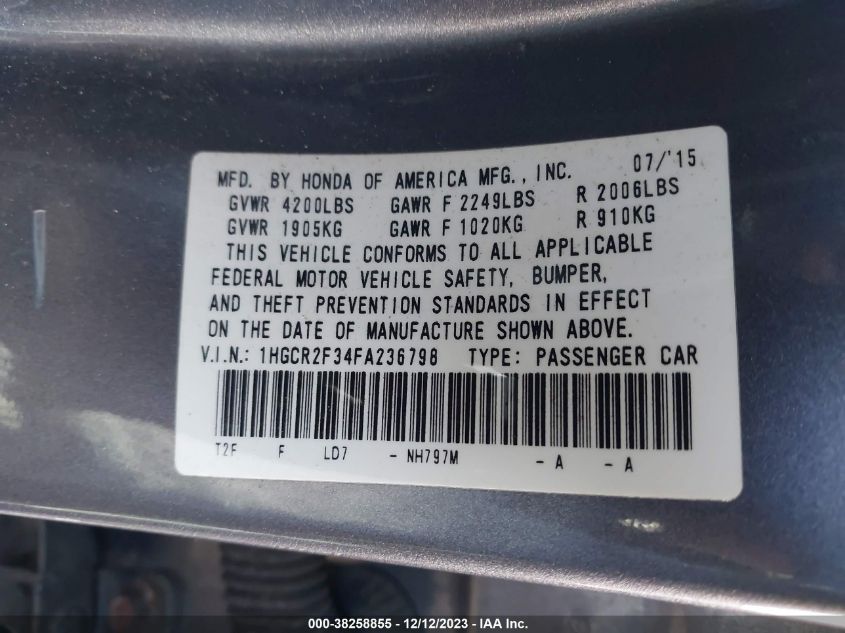 MFD. BY HONDA OF AMERICA MFG., INC. 07/'15
GVWR 4200LBS GAWR F 2249LBS R 2006LBS
GVWR 1905KG GAWR F 1020KG R 910KG
THIS VEHICLE CONFORMS TO ALL APPLICABLE
FEDERAL MOTOR VEHICLE SAFETY, BUMPER,
AND THEFT PREVENTION STANDARDS IN EFFECT
ON THE DATE OF MANUFACTURE SHOWN ABOVE.
V.I.N.: 1HGCR2F34FA236798 TYPE: PASSENGER CAR
T2F F LD7 - NH797M - A - A
000-38258855 - 12/12/2023 - IAA Inc.